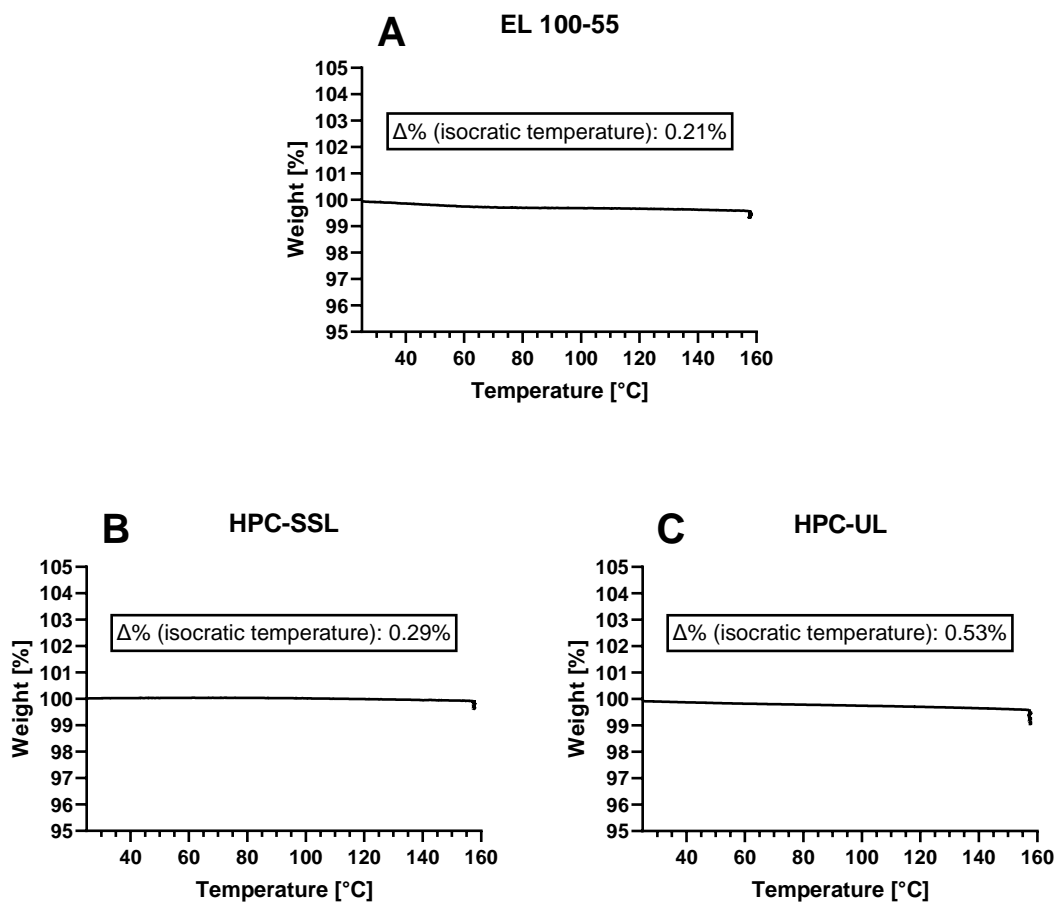 A
EL 100-55
105
104
103
102
101
100
99
98
97
96
95
Weight [%]
Δ% (isocratic temperature): 0.21%
40 60 80 100 120 140 160
Temperature [°C]
B
HPC-SSL
105
104
103
102
101
100
99
98
97
96
95
Weight [%]
Δ% (isocratic temperature): 0.29%
40 60 80 100 120 140 160
Temperature [°C]
C
HPC-UL
105
104
103
102
101
100
99
98
97
96
95
Weight [%]
Δ% (isocratic temperature): 0.53%
40 60 80 100 120 140 160
Temperature [°C]